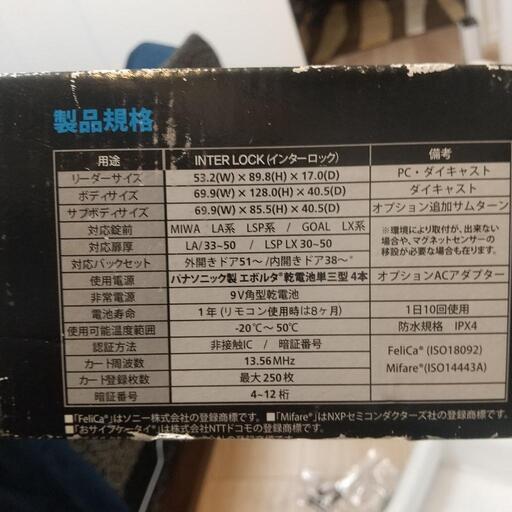 製品規格
用途 INTER LOCK(インターロック) 備考
リーダーサイズ 53.2(W) × 89.8(H) × 17.0(D) PC・ダイキャスト
ボディサイズ 69.9(W) × 128.0(H) × 40.5(D) ダイキャスト
サブボディサイズ 69.9(W) × 85.5(H) × 40.5(D) オプション追加サムターン
対応錠前 MIWA LA系 LSP系 / GOAL LX系 ※環境により取付が、出来ない
場合や、マグネットセンサーの
移設が必要な場合も、有ります。
対応扉厚 LA/33~50 / LSP LX 30~50
対応バックセット 外開きドア51~ /内開きドア38~
使用電源 パナソニック製 エボルタ®乾電池単三型 4本 オプションACアダプター
非常電源 9V角型乾電池
電池寿命 1年 (リモコン使用時は8ヶ月) 1日10回使用
使用可能温度範囲 -20℃~ 50℃ 防水規格 IPX4
認証方法 非接触IC / 暗証番号 FeliCa®(ISO18092)
Mifare®(ISO14443A)
カード周波数 13.56MHz
カード登録枚数 最大250枚
暗証番号 4~12桁
■「FeliCa」はソニー株式会社の登録商標です。 ■「Mifare」はNXPセミコンダクターズ社の登録商標です。
■「おサイフケータイ」は株式会社NTTドコモの登録商標です。